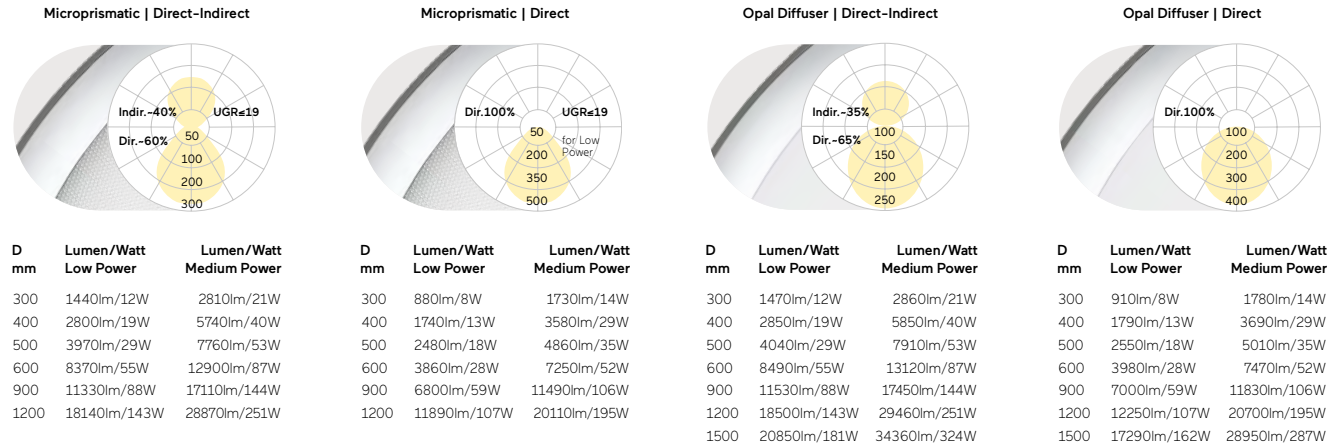 Microprismatic | Direct-Indirect
Indir.~40%
UGR≤19
Dir.~60%
50
100
200
300
D Lumen/Watt Lumen/Watt
mm Low Power Medium Power
300 1440lm/12W 2810lm/21W
400 2800lm/19W 5740lm/40W
500 3970lm/29W 7760lm/53W
600 8370lm/55W 12900lm/87W
900 11330lm/88W 17110lm/144W
1200 18140lm/143W 28870lm/251W
Microprismatic | Direct
Dir.100%
UGR≤19
for Low
Power
50
200
350
500
D Lumen/Watt Lumen/Watt
mm Low Power Medium Power
300 880lm/8W 1730lm/14W
400 1740lm/13W 3580lm/29W
500 2480lm/18W 4860lm/35W
600 3860lm/28W 7250lm/52W
900 6800lm/59W 11490lm/106W
1200 11890lm/107W 20110lm/195W
Opal Diffuser | Direct-Indirect
Indir.~35%
Dir.~65%
100
150
200
250
D Lumen/Watt Lumen/Watt
mm Low Power Medium Power
300 1470lm/12W 2860lm/21W
400 2850lm/19W 5850lm/40W
500 4040lm/29W 7910lm/53W
600 8490lm/55W 13120lm/87W
900 11530lm/88W 17450lm/144W
1200 18500lm/143W 29460lm/251W
1500 20850lm/181W 34360lm/324W
Opal Diffuser | Direct
Dir.100%
100
200
300
400
D Lumen/Watt Lumen/Watt
mm Low Power Medium Power
300 910lm/8W 1780lm/14W
400 1790lm/13W 3690lm/29W
500 2550lm/18W 5010lm/35W
600 3980lm/28W 7470lm/52W
900 7000lm/59W 11830lm/106W
1200 12250lm/107W 20700lm/195W
1500 17290lm/162W 28950lm/287W